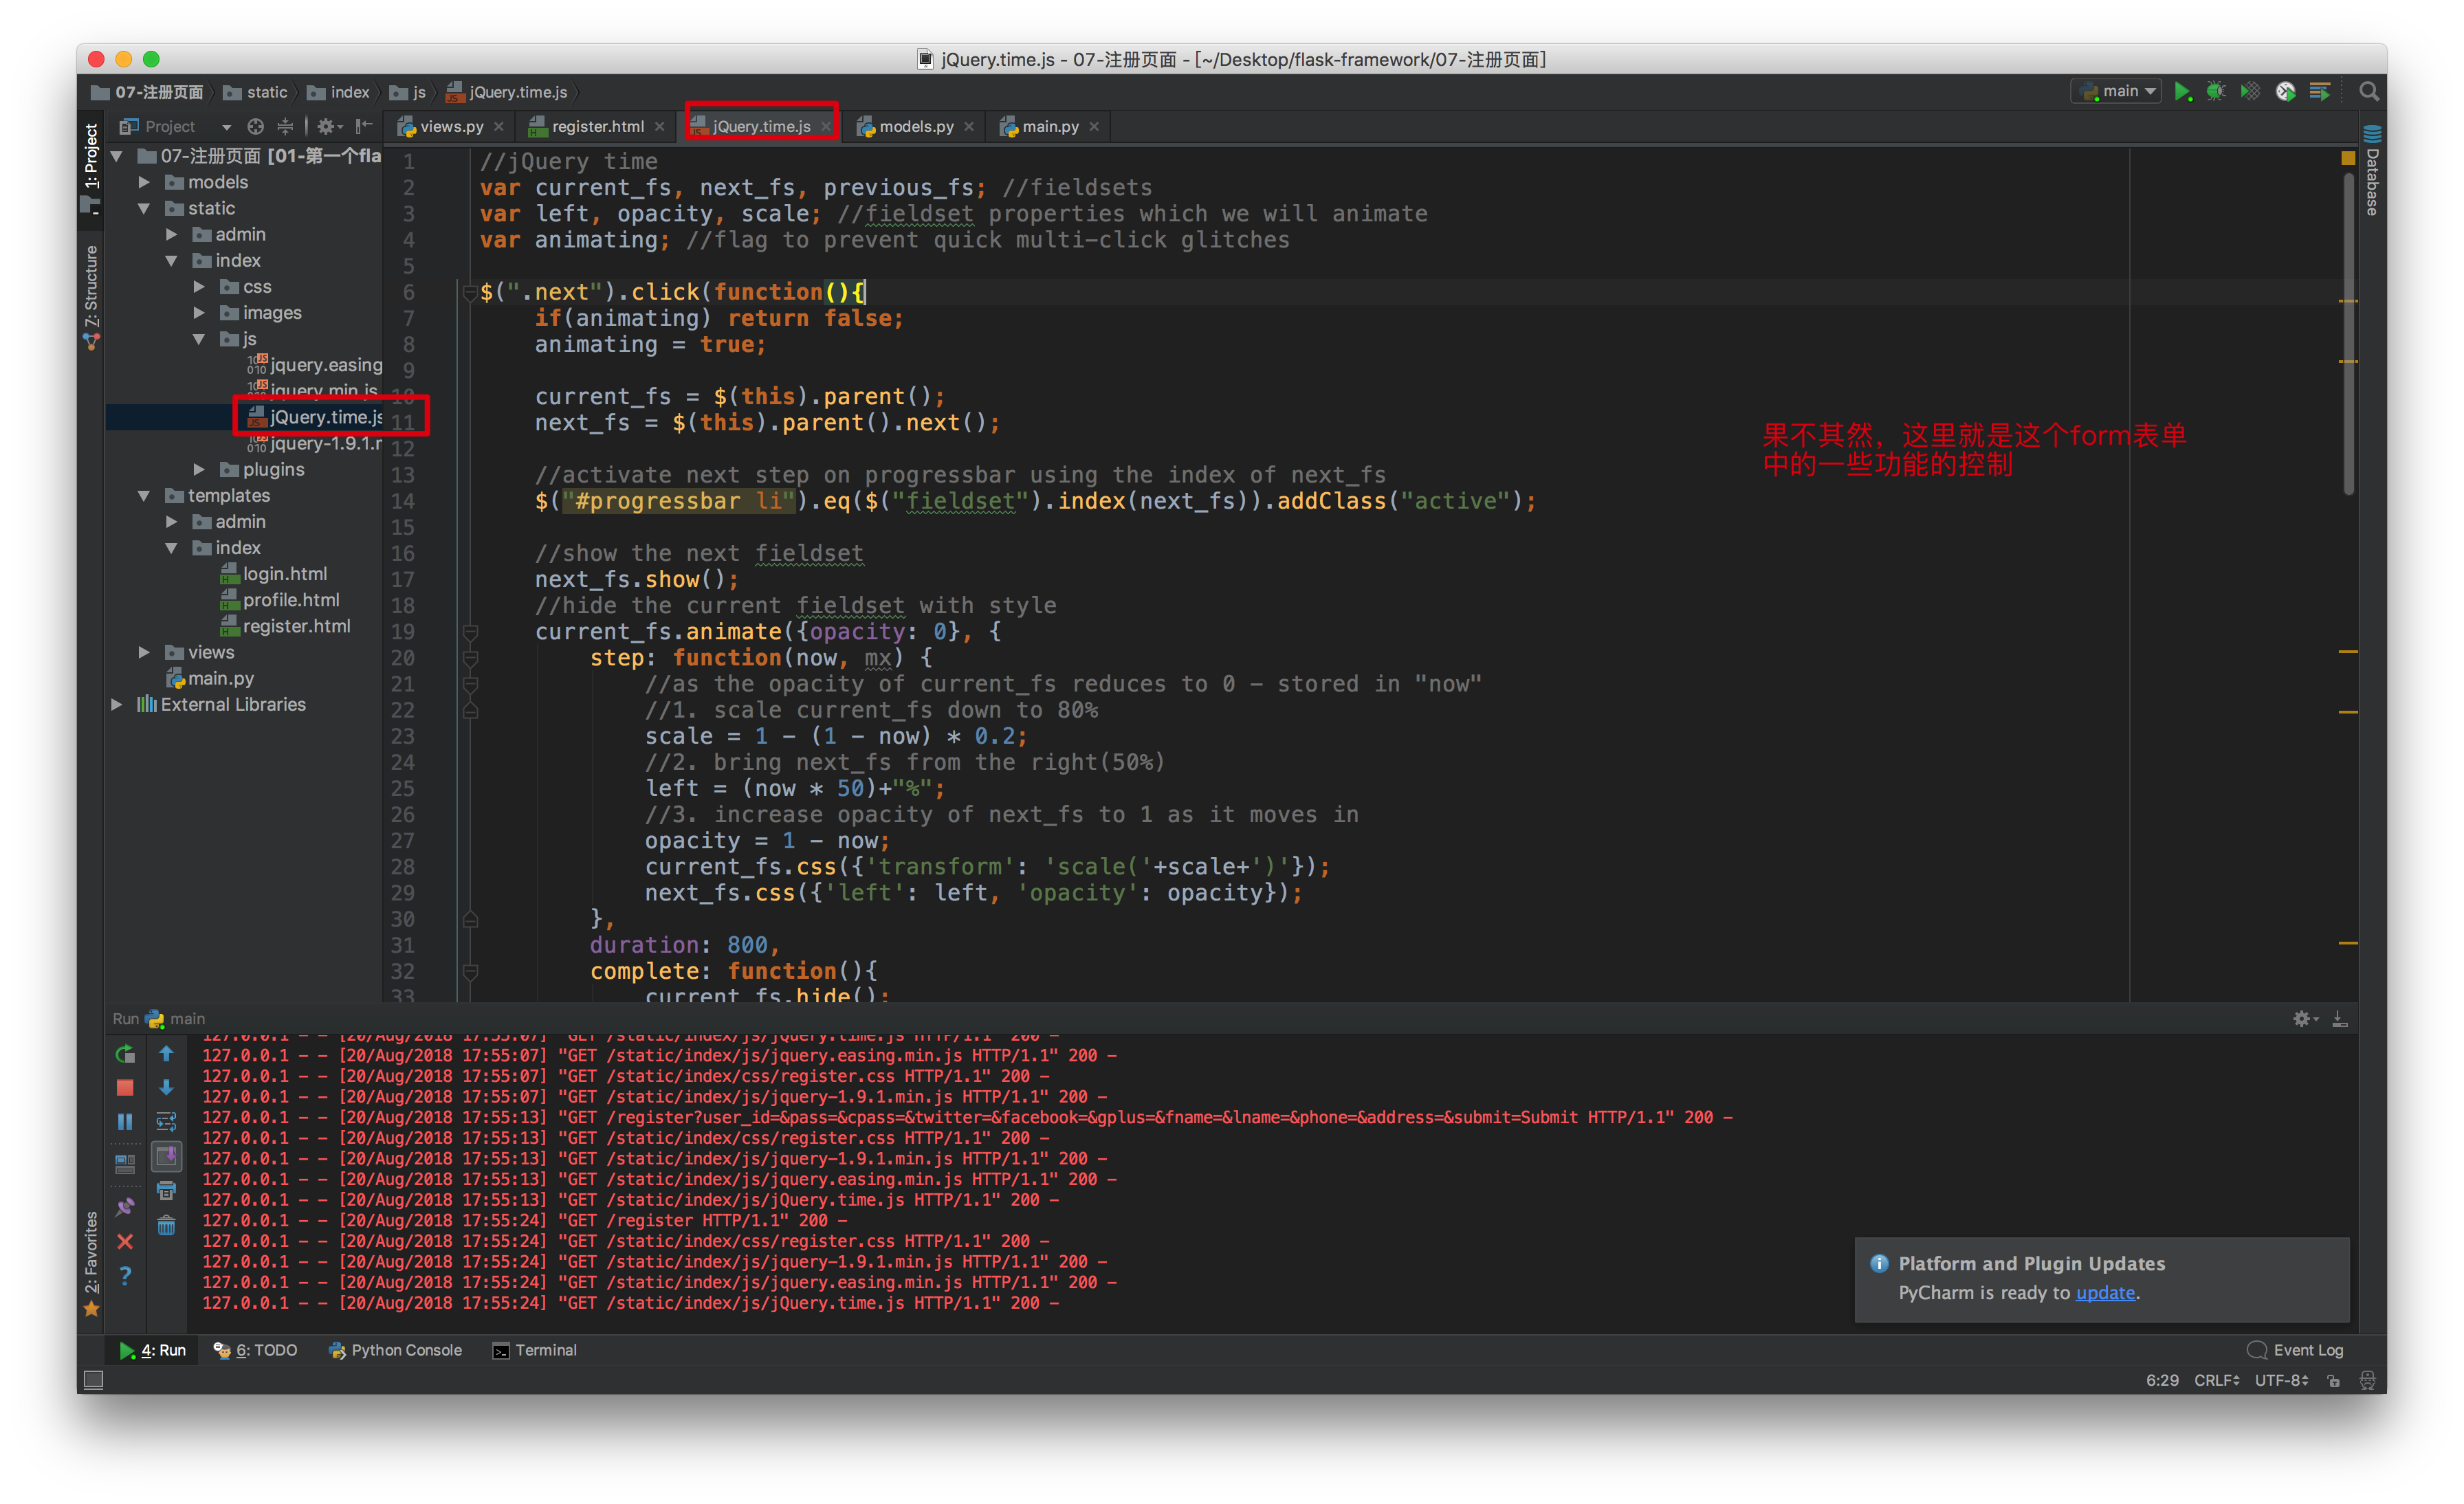 jQuery.time.js - 07-注册页面 - [~/Desktop/flask-framework/07-注册页面]
07-注册页面 static index js jQuery.time.js main
Project views.py register.html jQuery.time.js models.py main.py
1: Project
Z: Structure
2: Favorites
Database
07-注册页面 [01-第一个fla
models
static
admin
index
css
images
js
jquery.easing
jquery.min.js
jQuery.time.js
jquery-1.9.1.r
plugins
templates
admin
index
login.html
profile.html
register.html
views
main.py
External Libraries
1 //jQuery time
2 var current_fs, next_fs, previous_fs; //fieldsets
3 var left, opacity, scale; //fieldset properties which we will animate
4 var animating; //flag to prevent quick multi-click glitches
5
6 $(".next").click(function(){
7 if(animating) return false;
8 animating = true;
9
10 current_fs = $(this).parent();
11 next_fs = $(this).parent().next();
12
13 //activate next step on progressbar using the index of next_fs
14 $("#progressbar li").eq($("fieldset").index(next_fs)).addClass("active");
15
16 //show the next fieldset
17 next_fs.show();
18 //hide the current fieldset with style
19 current_fs.animate({opacity: 0}, {
20 step: function(now, mx) {
21 //as the opacity of current_fs reduces to 0 - stored in "now"
22 //1. scale current_fs down to 80%
23 scale = 1 - (1 - now) * 0.2;
24 //2. bring next_fs from the right(50%)
25 left = (now * 50)+"%";
26 //3. increase opacity of next_fs to 1 as it moves in
27 opacity = 1 - now;
28 current_fs.css({'transform': 'scale('+scale+')'});
29 next_fs.css({'left': left, 'opacity': opacity});
30 },
31 duration: 800,
32 complete: function(){
33 current_fs.hide();
果不其然，这里就是这个form表单
中的一些功能的控制
Run main
127.0.0.1 - - [20/Aug/2018 17:55:07] "GET /static/index/js/jQuery.time.js HTTP/1.1" 200 -
127.0.0.1 - - [20/Aug/2018 17:55:07] "GET /static/index/js/jquery.easing.min.js HTTP/1.1" 200 -
127.0.0.1 - - [20/Aug/2018 17:55:07] "GET /static/index/css/register.css HTTP/1.1" 200 -
127.0.0.1 - - [20/Aug/2018 17:55:07] "GET /static/index/js/jquery-1.9.1.min.js HTTP/1.1" 200 -
127.0.0.1 - - [20/Aug/2018 17:55:13] "GET /register?user_id=&pass=&cpass=&twitter=&facebook=&gplus=&fname=&lname=&phone=&address=&submit=Submit HTTP/1.1" 200 -
127.0.0.1 - - [20/Aug/2018 17:55:13] "GET /static/index/css/register.css HTTP/1.1" 200 -
127.0.0.1 - - [20/Aug/2018 17:55:13] "GET /static/index/js/jquery-1.9.1.min.js HTTP/1.1" 200 -
127.0.0.1 - - [20/Aug/2018 17:55:13] "GET /static/index/js/jquery.easing.min.js HTTP/1.1" 200 -
127.0.0.1 - - [20/Aug/2018 17:55:13] "GET /static/index/js/jQuery.time.js HTTP/1.1" 200 -
127.0.0.1 - - [20/Aug/2018 17:55:24] "GET /register HTTP/1.1" 200 -
127.0.0.1 - - [20/Aug/2018 17:55:24] "GET /static/index/css/register.css HTTP/1.1" 200 -
127.0.0.1 - - [20/Aug/2018 17:55:24] "GET /static/index/js/jquery-1.9.1.min.js HTTP/1.1" 200 -
127.0.0.1 - - [20/Aug/2018 17:55:24] "GET /static/index/js/jquery.easing.min.js HTTP/1.1" 200 -
127.0.0.1 - - [20/Aug/2018 17:55:24] "GET /static/index/js/jQuery.time.js HTTP/1.1" 200 -
Platform and Plugin Updates
PyCharm is ready to update.
4: Run 6: TODO Python Console Terminal Event Log
6:29 CRLF UTF-8